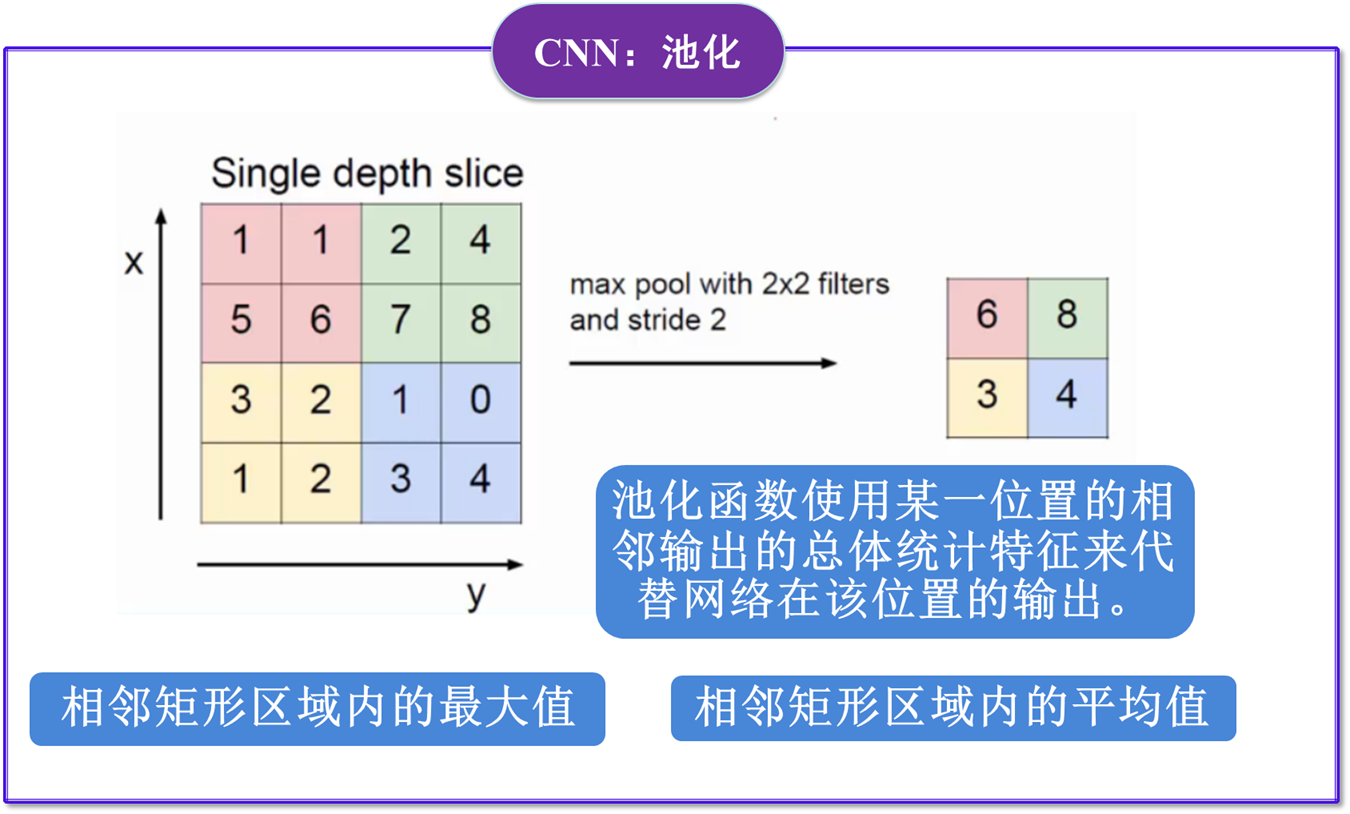 CNN：池化
Single depth slice
x
1 1 2 4
5 6 7 8
3 2 1 0
1 2 3 4
y
max pool with 2x2 filters
and stride 2
6 8
3 4
池化函数使用某一位置的相
邻输出的总体统计特征来代
替网络在该位置的输出。
相邻矩形区域内的最大值
相邻矩形区域内的平均值